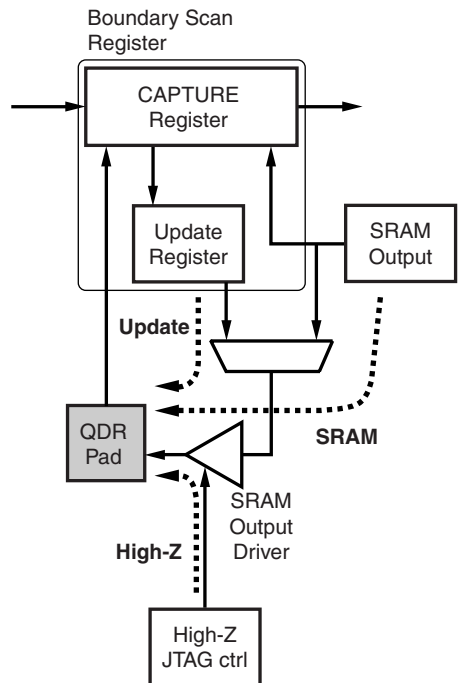 Boundary Scan
Register
CAPTURE
Register
Update
Register
SRAM
Output
Update
SRAM
QDR
Pad
SRAM
Output
Driver
High-Z
High-Z
JTAG ctrl